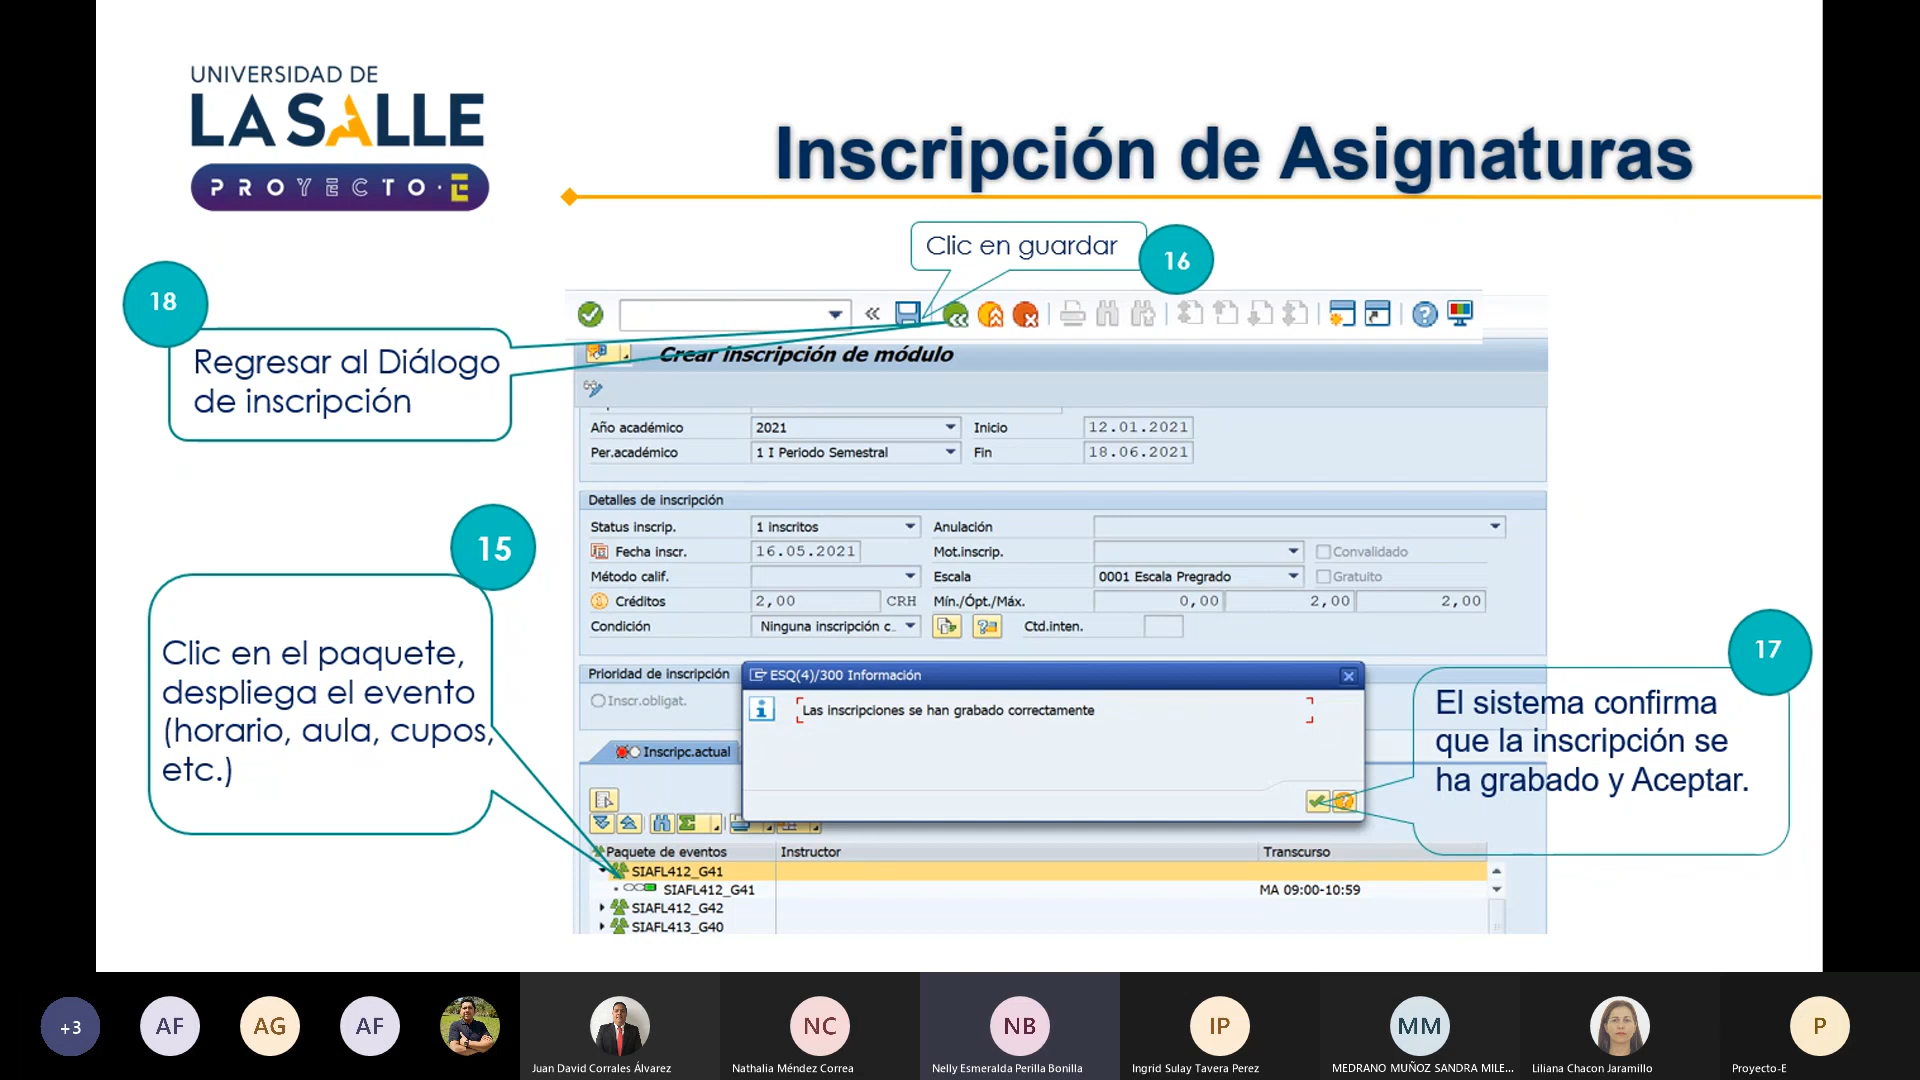 UNIVERSIDAD DE
LA SALLE
PROYECTO·E
Inscripción de Asignaturas
Clic en guardar
16
18
Regresar al Diálogo
de inscripción
Crear inscripción de módulo
Año académico 2021 Inicio 12.01.2021
Per.académico 1 I Periodo Semestral Fin 18.06.2021
Detalles de inscripción
Status inscrip. 1 inscritos Anulación
Fecha inscr. 16.05.2021 Mot.inscrip. Convalidado
Método calif. Escala 0001 Escala Pregrado Gratuito
Créditos 2,00 CRH Mín./Ópt./Máx. 0,00 2,00 2,00
Condición Ninguna inscripción c.. Ctd.inten.
15
Clic en el paquete,
despliega el evento
(horario, aula, cupos,
etc.)
Prioridad de inscripción
Inscr.obligat.
ESQ(4)/300 Información
Las inscripciones se han grabado correctamente
17
El sistema confirma
que la inscripción se
ha grabado y Aceptar.
Inscripc.actual
Paquete de eventos Instructor Transcurso
SIAFL412_G41
SIAFL412_G41 MA 09:00-10:59
SIAFL412_G42
SIAFL413_G40
+3 AF AG AF NC NB IP MM P
Juan David Corrales Álvarez Nathalia Méndez Correa Nelly Esmeralda Perilla Bonilla Ingrid Sulay Tavera Perez MEDRANO MUÑOZ SANDRA MILE... Liliana Chacon Jaramillo Proyecto-E